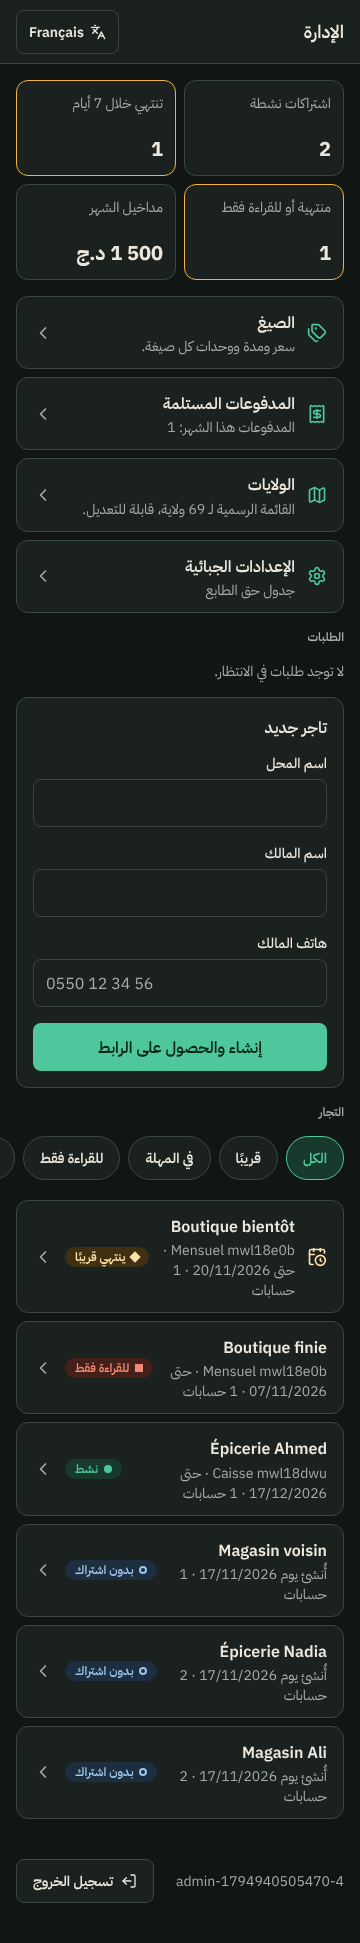 الإدارة
Français
اشتراكات نشطة
2
تنتهي خلال 7 أيام
1
منتهية أو للقراءة فقط
1
مداخيل الشهر
1 500 د.ج
الصيغ
سعر ومدة ووحدات كل صيغة.
المدفوعات المستلمة
المدفوعات هذا الشهر: 1
الولايات
القائمة الرسمية لـ 69 ولاية، قابلة للتعديل.
الإعدادات الجبائية
جدول حق الطابع
الطلبات
لا توجد طلبات في الانتظار.
تاجر جديد
اسم المحل
اسم المالك
هاتف المالك
0550 12 34 56
إنشاء والحصول على الرابط
التجار
الكل
قريبًا
في المهلة
للقراءة فقط
Boutique bientôt
Mensuel mwl18e0b ·
حتى 20/11/2026 · 1
حسابات
ينتهي قريبًا
Boutique finie
Mensuel mwl18e0b · حتى
07/11/2026 · 1 حسابات
للقراءة فقط
Épicerie Ahmed
Caisse mwl18dwu · حتى
17/12/2026 · 1 حسابات
نشط
Magasin voisin
أُنشئ يوم 17/11/2026 · 1
حسابات
بدون اشتراك
Épicerie Nadia
أُنشئ يوم 17/11/2026 · 2
حسابات
بدون اشتراك
Magasin Ali
أُنشئ يوم 17/11/2026 · 2
حسابات
بدون اشتراك
admin-1794940505470-4
تسجيل الخروج